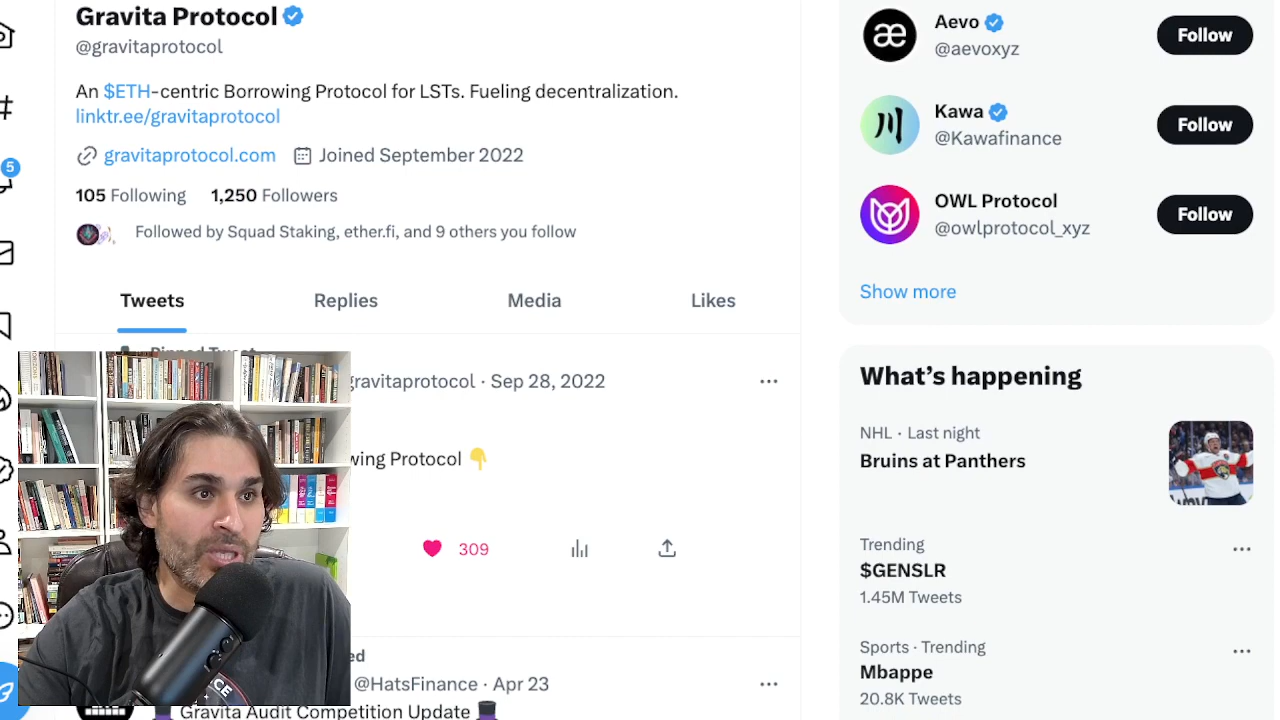 Gravita Protocol
@gravitaprotocol
An $ETH-centric Borrowing Protocol for LSTs. Fueling decentralization.
linktr.ee/gravitaprotocol
gravitaprotocol.com Joined September 2022
105 Following 1,250 Followers
Followed by Squad Staking, ether.fi, and 9 others you follow
Tweets Replies Media Likes
Pinned Tweet
gravitaprotocol · Sep 28, 2022
wing Protocol 👇
309
ed
@HatsFinance · Apr 23
Gravita Audit Competition Update
5
Aevo
@aevoxyz
Follow
Kawa
@Kawafinance
Follow
OWL Protocol
@owlprotocol_xyz
Follow
Show more
What's happening
NHL · Last night
Bruins at Panthers
Trending
$GENSLR
1.45M Tweets
Sports · Trending
Mbappe
20.8K Tweets